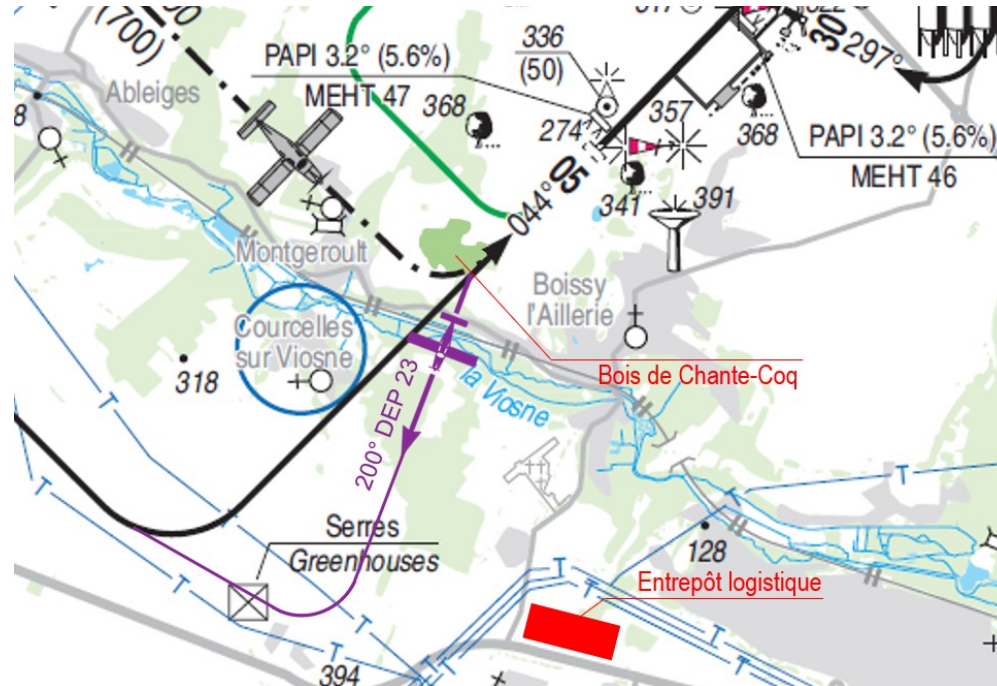 (700)
Ableiges
PAPI 3.2° (5.6%)
MEHT 47
368
336
(50)
274
357
341
391
368
30
297°
PAPI 3.2° (5.6%)
MEHT 46
05
044°
Montgeroult
Boissy
l'Aillerie
Courcelles
sur Viosne
318
la Viosne
Bois de Chante-Coq
200° DEP 23
Serres
Greenhouses
128
Entrepôt logistique
394
T
T
T
T
T
T
T
T
T
T
T